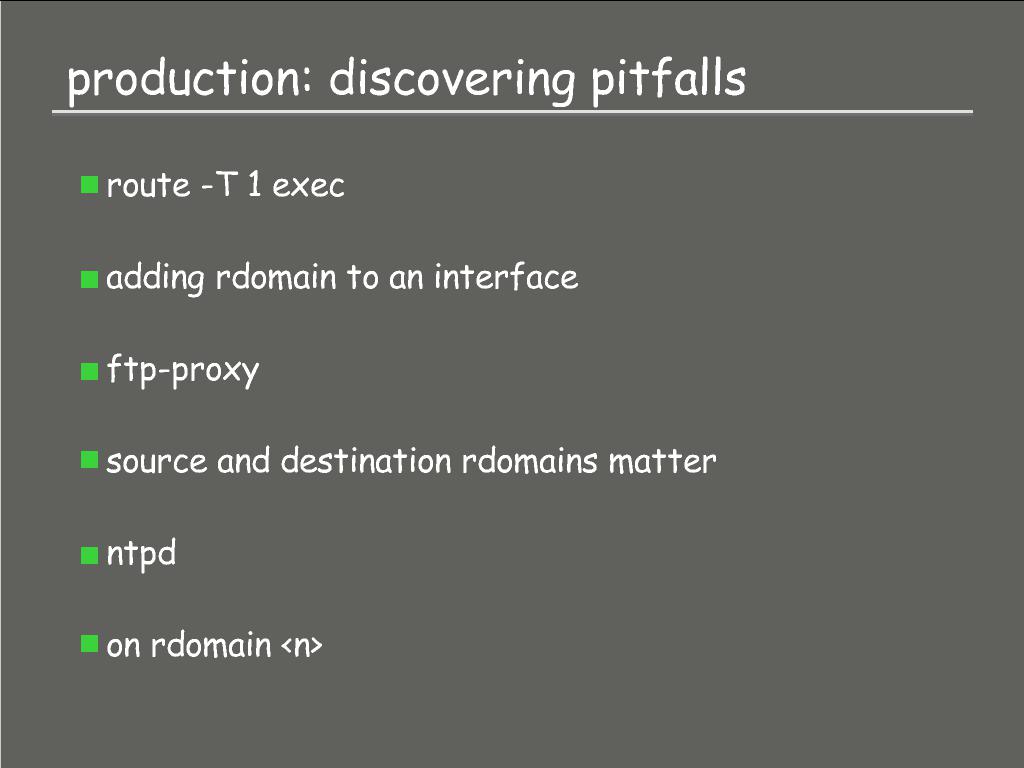 production: discovering pitfalls
route -T 1 exec
adding rdomain to an interface
ftp-proxy
source and destination rdomains matter
ntpd
on rdomain <n>